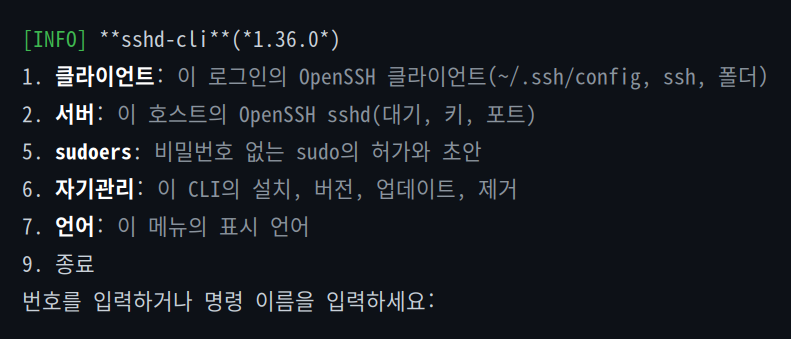 [INFO] **sshd-cli**(*1.36.0*)
1. 클라이언트: 이 로그인의 OpenSSH 클라이언트(~/.ssh/config, ssh, 폴더)
2. 서버: 이 호스트의 OpenSSH sshd(대기, 키, 포트)
5. sudoers: 비밀번호 없는 sudo의 허가와 초안
6. 자기관리: 이 CLI의 설치, 버전, 업데이트, 제거
7. 언어: 이 메뉴의 표시 언어
9. 종료
번호를 입력하거나 명령 이름을 입력하세요: